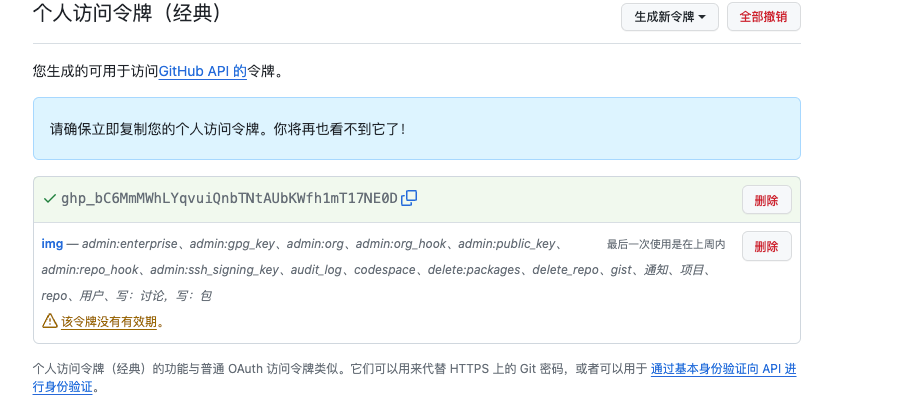 个人访问令牌（经典）
生成新令牌
全部撤销
您生成的可用于访问GitHub API 的令牌。
请确保立即复制您的个人访问令牌。你将再也看不到它了！
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
删除
img — admin:enterprise、admin:gpg_key、admin:org、admin:org_hook、admin:public_key、
最后一次使用是在上周内
删除
admin:repo_hook、admin:ssh_signing_key、audit_log、codespace、delete:packages、delete_repo、gist、通知、项目、
repo、用户、写：讨论，写：包
该令牌没有有效期。
个人访问令牌（经典）的功能与普通 OAuth 访问令牌类似。它们可以用来代替 HTTPS 上的 Git 密码，或者可以用于 通过基本身份验证向 API 进
行身份验证。